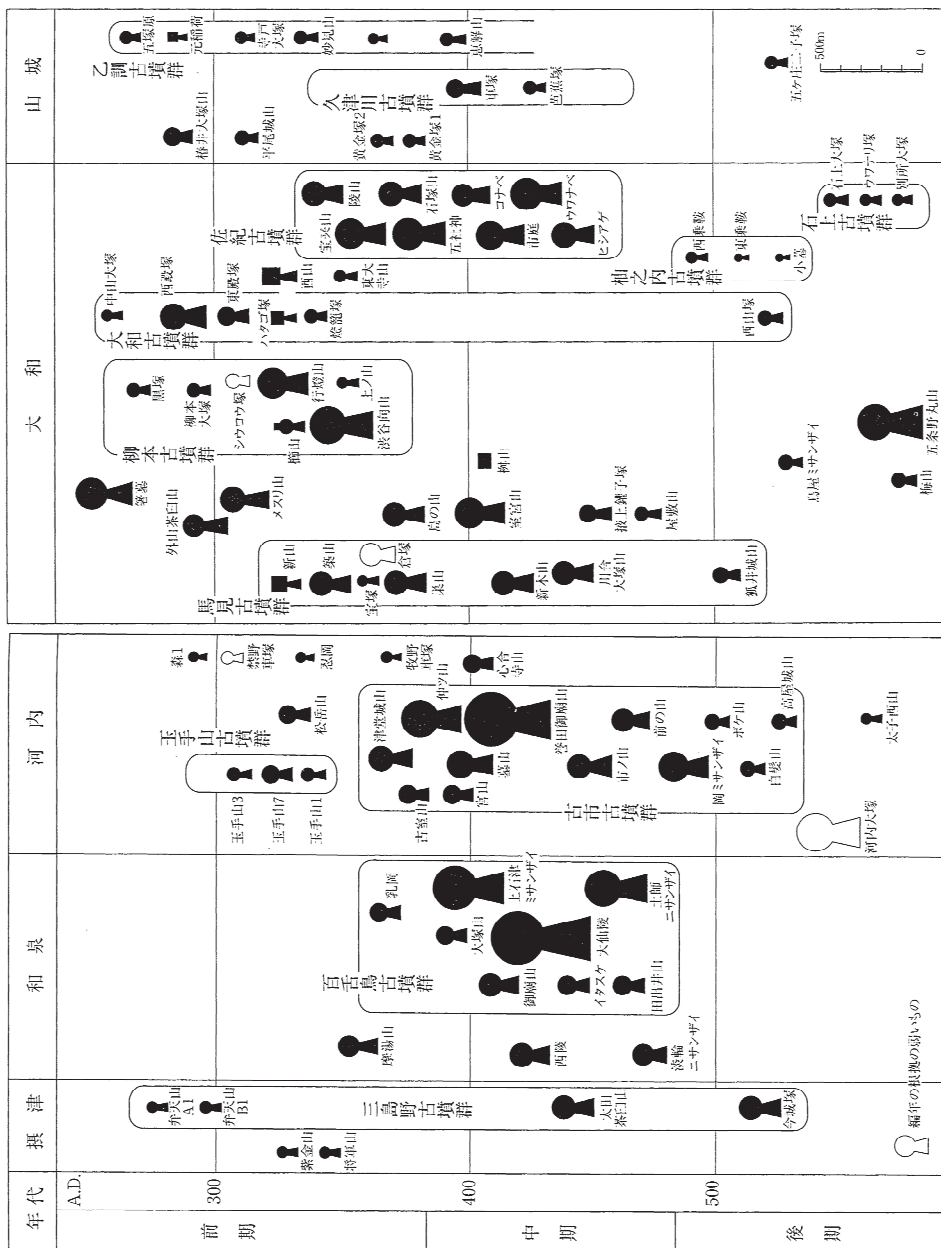 年代
摂津
和泉
河内
大和
山城
A.D.
300
400
500
前期
中期
後期
紫金山
将軍山
三島野古墳群
弁天山A1
弁天山B1
太田茶臼山
今城塚
摩湯山
西陵
淡輪ニサンザイ
百舌鳥古墳群
乳岡
大塚山
上石津ミサンザイ
大仙陵
御廟山
イタスケ
田出井山
土師ニサンザイ
玉手山古墳群
玉手山3
玉手山7
玉手山1
松岳山
森1
禁野車塚
忍岡
牧野車塚
心合寺山
古市古墳群
津堂城山
仲ツ山
古室山
宮山
墓山
誉田御廟山
市ノ山
前の山
岡ミサンザイ
ボケ山
白髪山
高屋城山
河内大塚
太子西山
馬見古墳群
新山
築山
宝塚
倉塚
巣山
新木山
川合大塚山
狐井城山
箸墓
外山茶臼山
メスリ山
島の山
室宮山
桝山
掖上鑵子塚
屋敷山
鳥屋ミサンザイ
梅山
五条野丸山
柳本古墳群
黒塚
柳本大塚
シウロウ塚
櫛山
行燈山
渋谷向山
上ノ山
大和古墳群
中山大塚
西殿塚
東殿塚
ハタゴ塚
燈籠塚
西山塚
西山
東大寺山
杣之内古墳群
西乗鞍
東乗鞍
小墓
佐紀古墳群
宝来山
陵山
五社神
石塚山
市庭
コナベ
ヒシアゲ
ウワナベ
石上古墳群
石上大塚
ウワナリ塚
別所大塚
椿井大塚山
平尾城山
黄金塚2
黄金塚1
久津川古墳群
車塚
芭蕉塚
乙訓古墳群
五塚原
元稲荷
寺戸大塚
妙見山
恵解山
五ケ庄二子塚
500m
0
編年の根拠の弱いもの